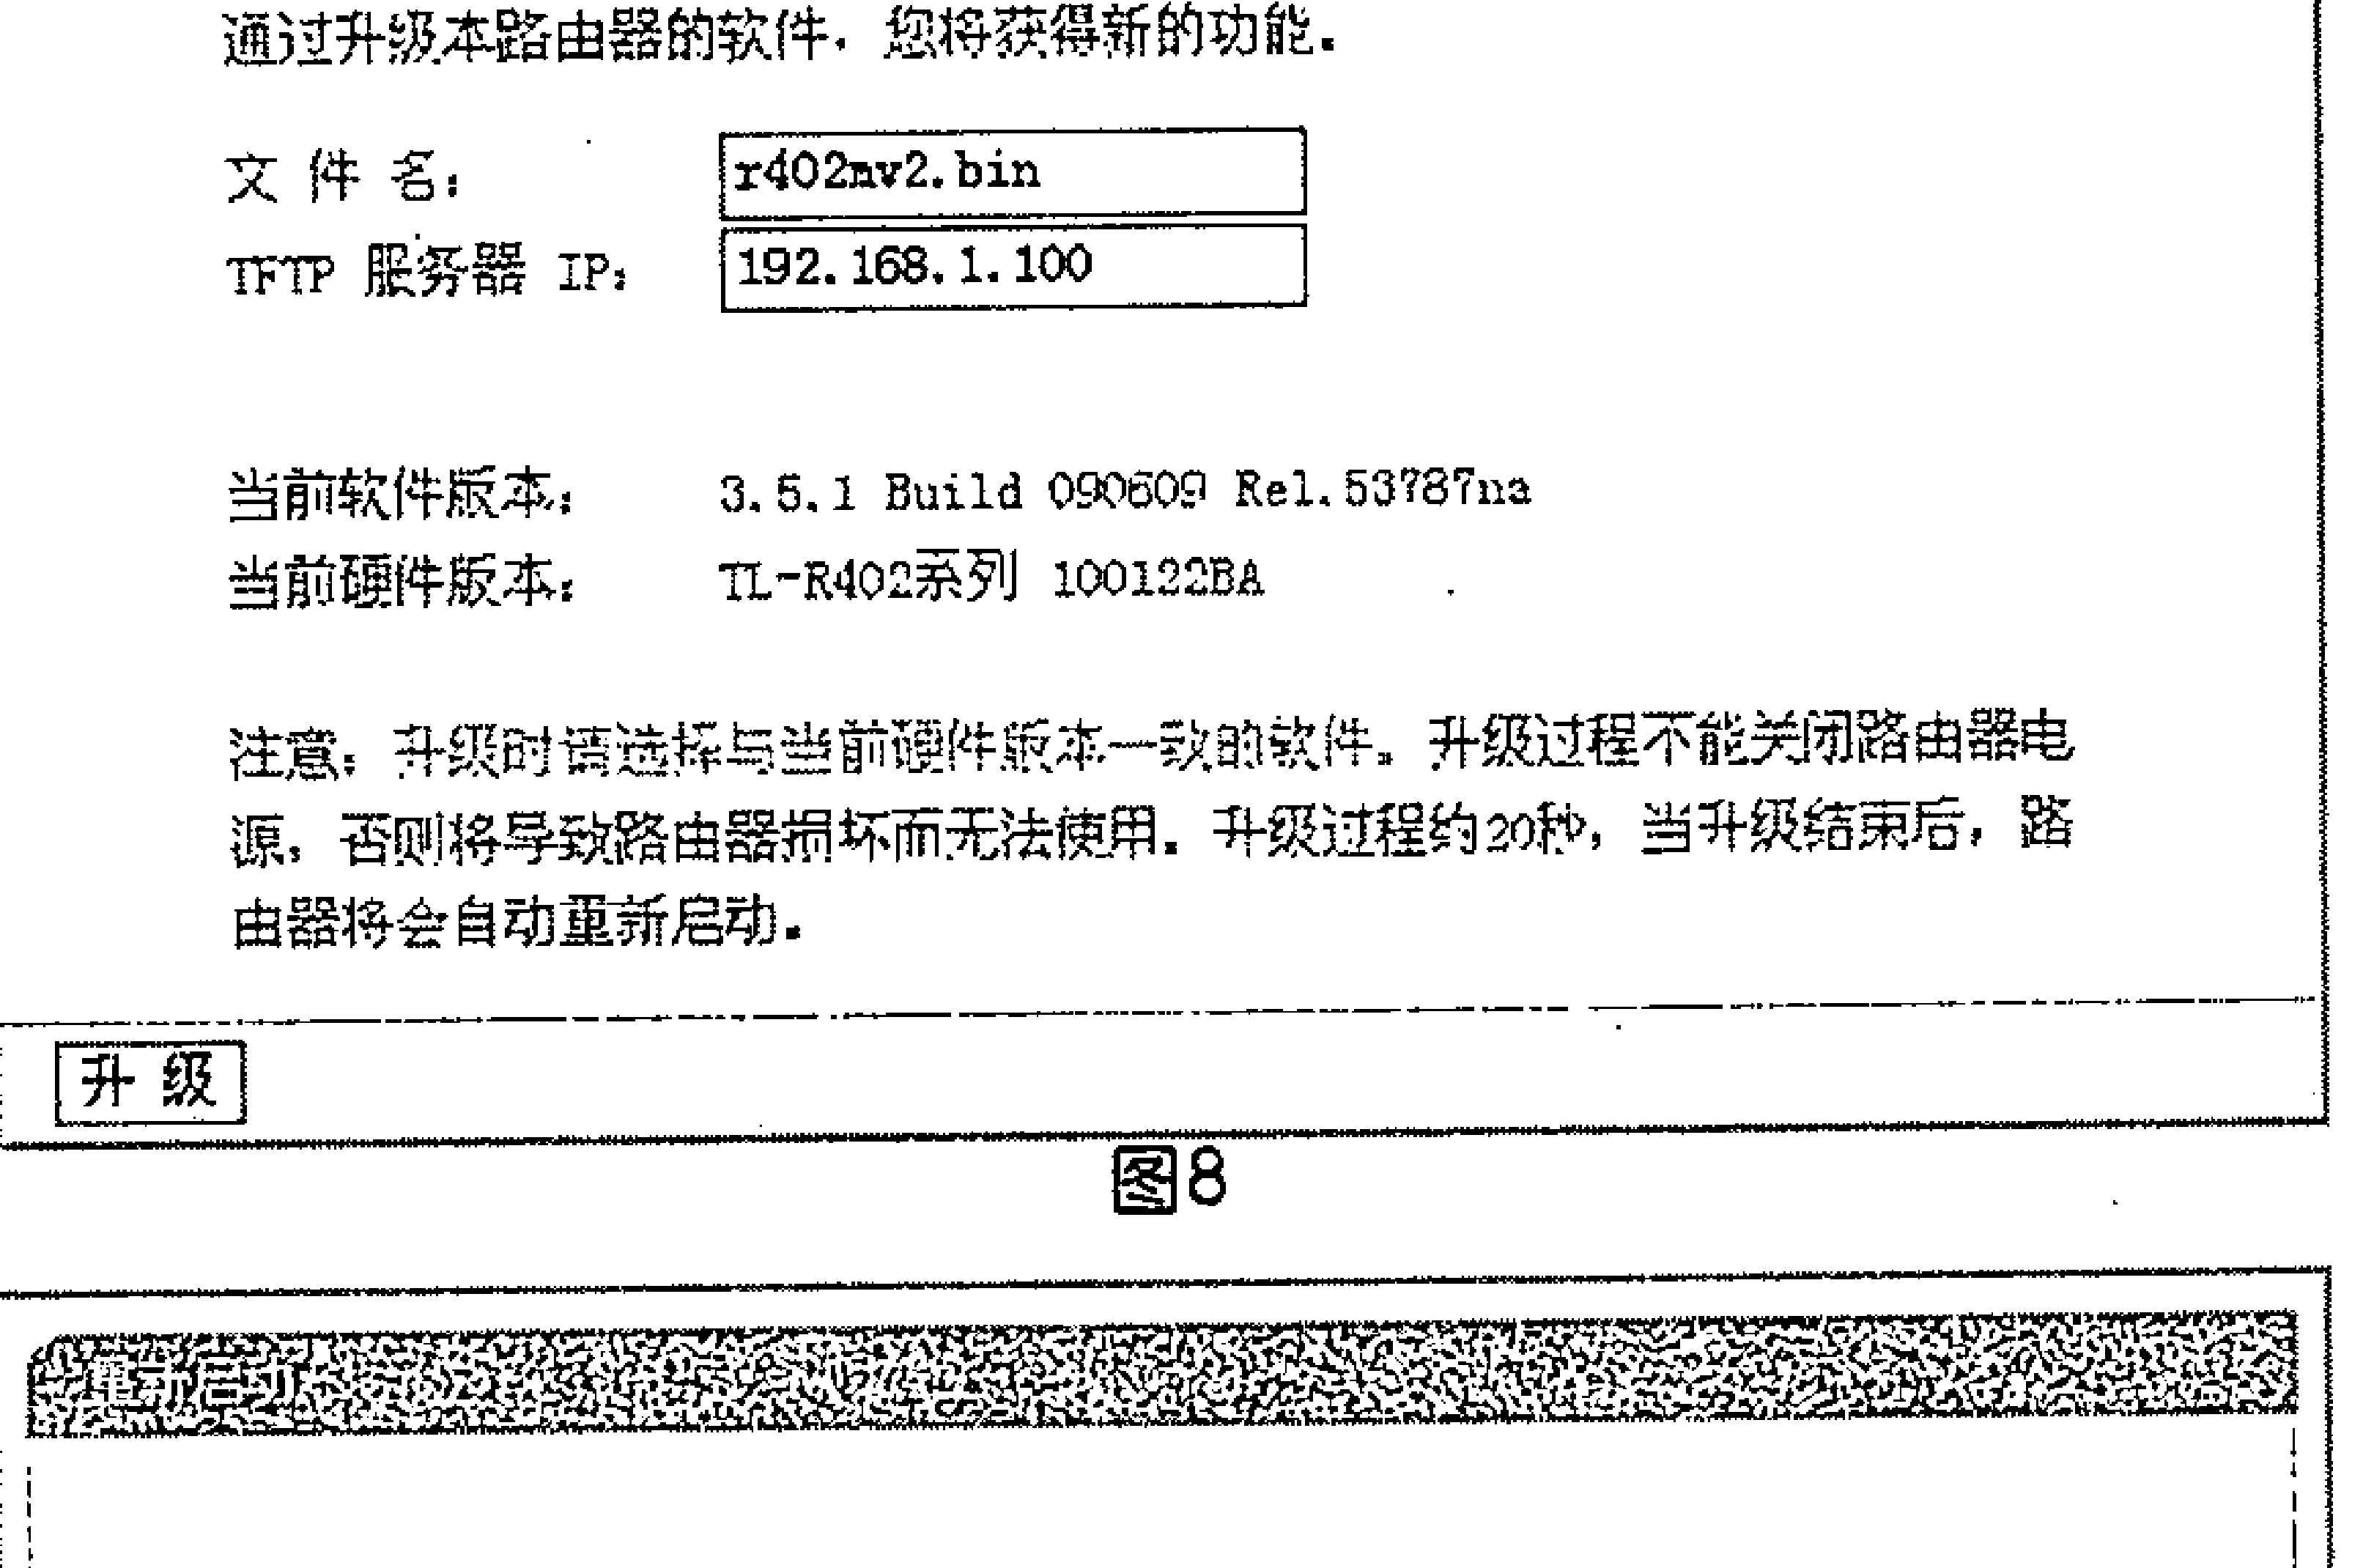 通过升级本路由器的软件，您将获得新的功能。
文 件 名： r402mv2.bin
TFTP 服务器 IP： 192.168.1.100
当前软件版本： 3.5.1 Build 090609 Rel.53787na
当前硬件版本： TL-R402系列 100122BA
注意：升级时请选择与当前硬件版本一致的软件。升级过程不能关闭路由器电
源，否则将导致路由器损坏而无法使用。升级过程约20秒，当升级结束后，路
由器将会自动重新启动。
升 级
图8
重新启动